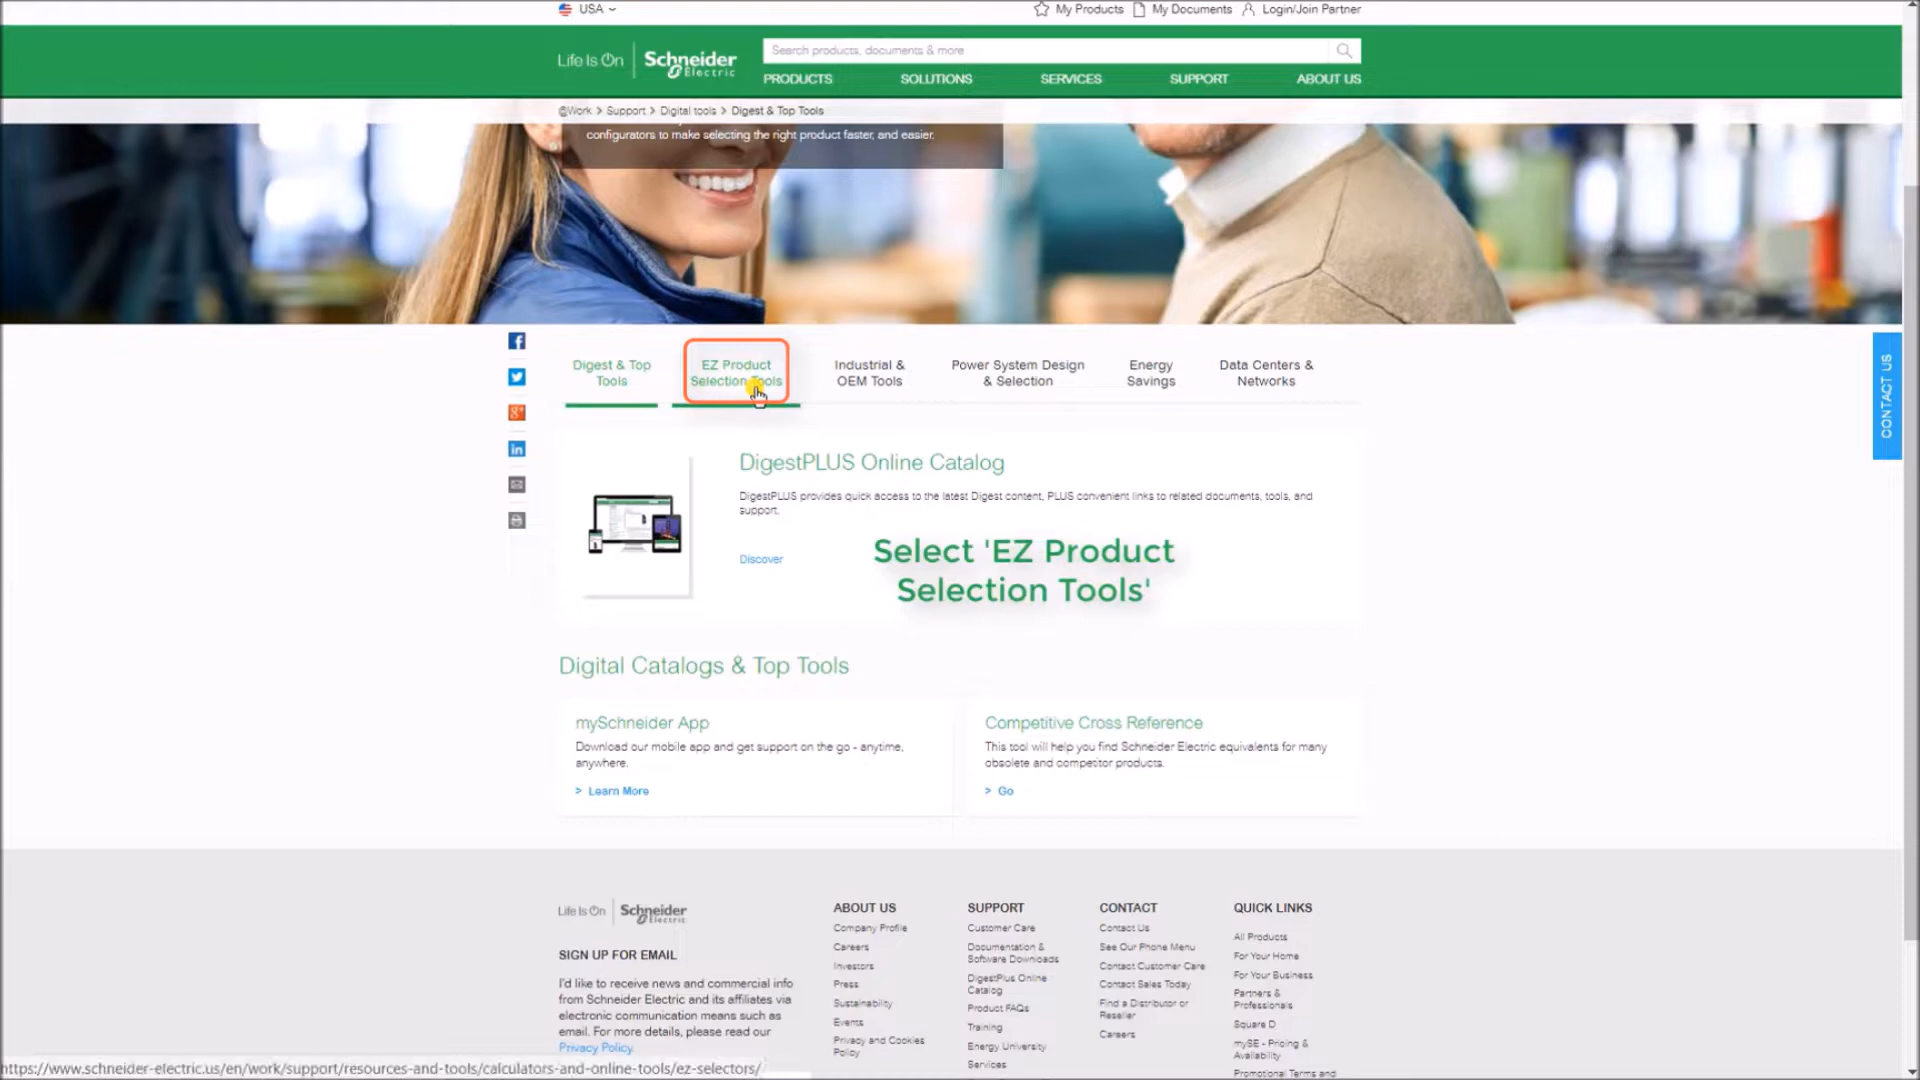 USA
My Products
My Documents
Login/Join Partner
Life Is On
Schneider
Electric
Search products, documents & more
PRODUCTS
SOLUTIONS
SERVICES
SUPPORT
ABOUT US
@Work > Support > Digital tools > Digest & Top Tools
configurators to make selecting the right product faster, and easier.
Digest & Top
Tools
EZ Product
Selection Tools
Industrial &
OEM Tools
Power System Design
& Selection
Energy
Savings
Data Centers &
Networks
CONTACT US
DigestPLUS Online Catalog
DigestPLUS provides quick access to the latest Digest content, PLUS convenient links to related documents, tools, and
support.
Discover
Select 'EZ Product
Selection Tools'
Digital Catalogs & Top Tools
mySchneider App
Download our mobile app and get support on the go - anytime,
anywhere.
> Learn More
Competitive Cross Reference
This tool will help you find Schneider Electric equivalents for many
obsolete and competitor products.
> Go
Life Is On
Schneider
Electric
SIGN UP FOR EMAIL
I'd like to receive news and commercial info
from Schneider Electric and its affiliates via
electronic communication means such as
email. For more details, please read our
Privacy Policy.
ABOUT US
Company Profile
Careers
Investors
Press
Sustainability
Events
Privacy and Cookies
Policy
SUPPORT
Customer Care
Documentation &
Software Downloads
DigestPlus Online
Catalog
Product FAQs
Training
Energy University
Services
CONTACT
Contact Us
See Our Phone Menu
Contact Customer Care
Contact Sales Today
Find a Distributor or
Reseller
Careers
QUICK LINKS
All Products
For Your Home
For Your Business
Partners &
Professionals
Square D
mySE - Pricing &
Availability
Promotional Terms and
https://www.schneider-electric.us/en/work/support/resources-and-tools/calculators-and-online-tools/ez-selectors/